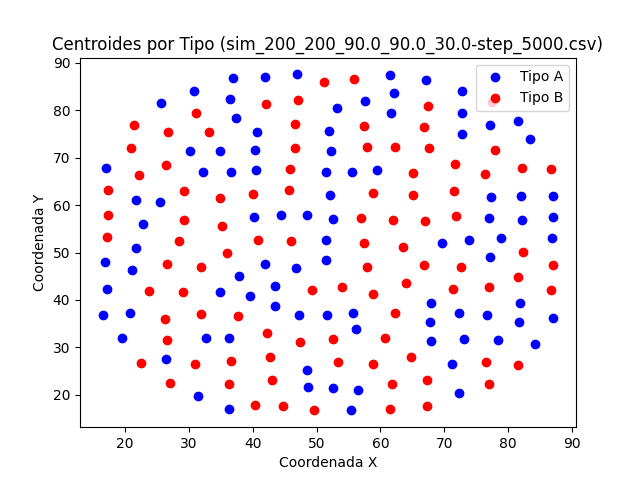 Centroides por Tipo (sim_200_200_90.0_90.0_30.0-step_5000.csv)
Tipo A
Tipo B
90
80
70
60
50
40
30
20
Coordenada Y
20 30 40 50 60 70 80 90
Coordenada X